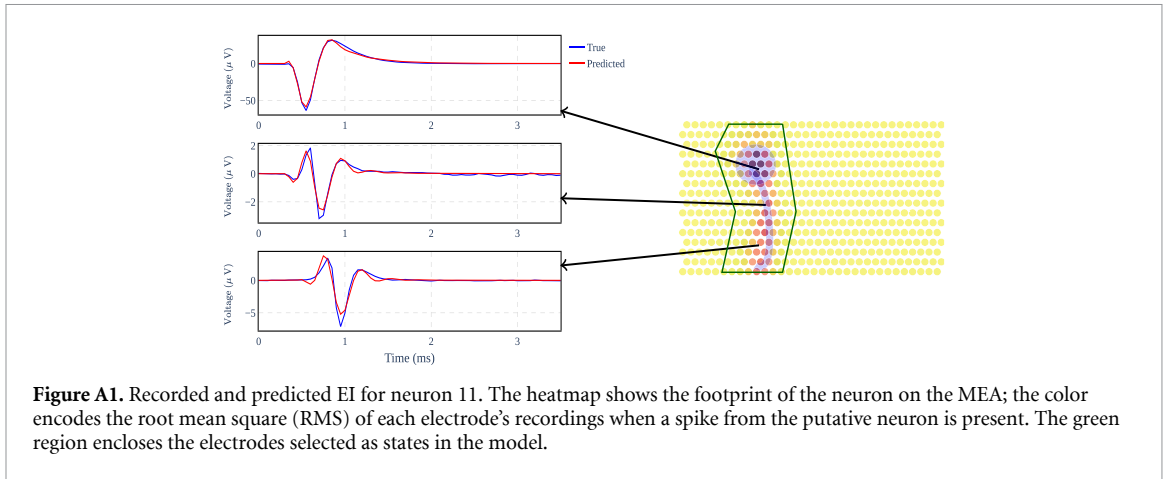 True
Predicted
Voltage (μ V)
0
−50
0 1 2 3
Voltage (μ V)
2
0
−2
0 1 2 3
Voltage (μ V)
0
−5
0 1 2 3
Time (ms)
Figure A1. Recorded and predicted EI for neuron 11. The heatmap shows the footprint of the neuron on the MEA; the color
encodes the root mean square (RMS) of each electrode’s recordings when a spike from the putative neuron is present. The green
region encloses the electrodes selected as states in the model.